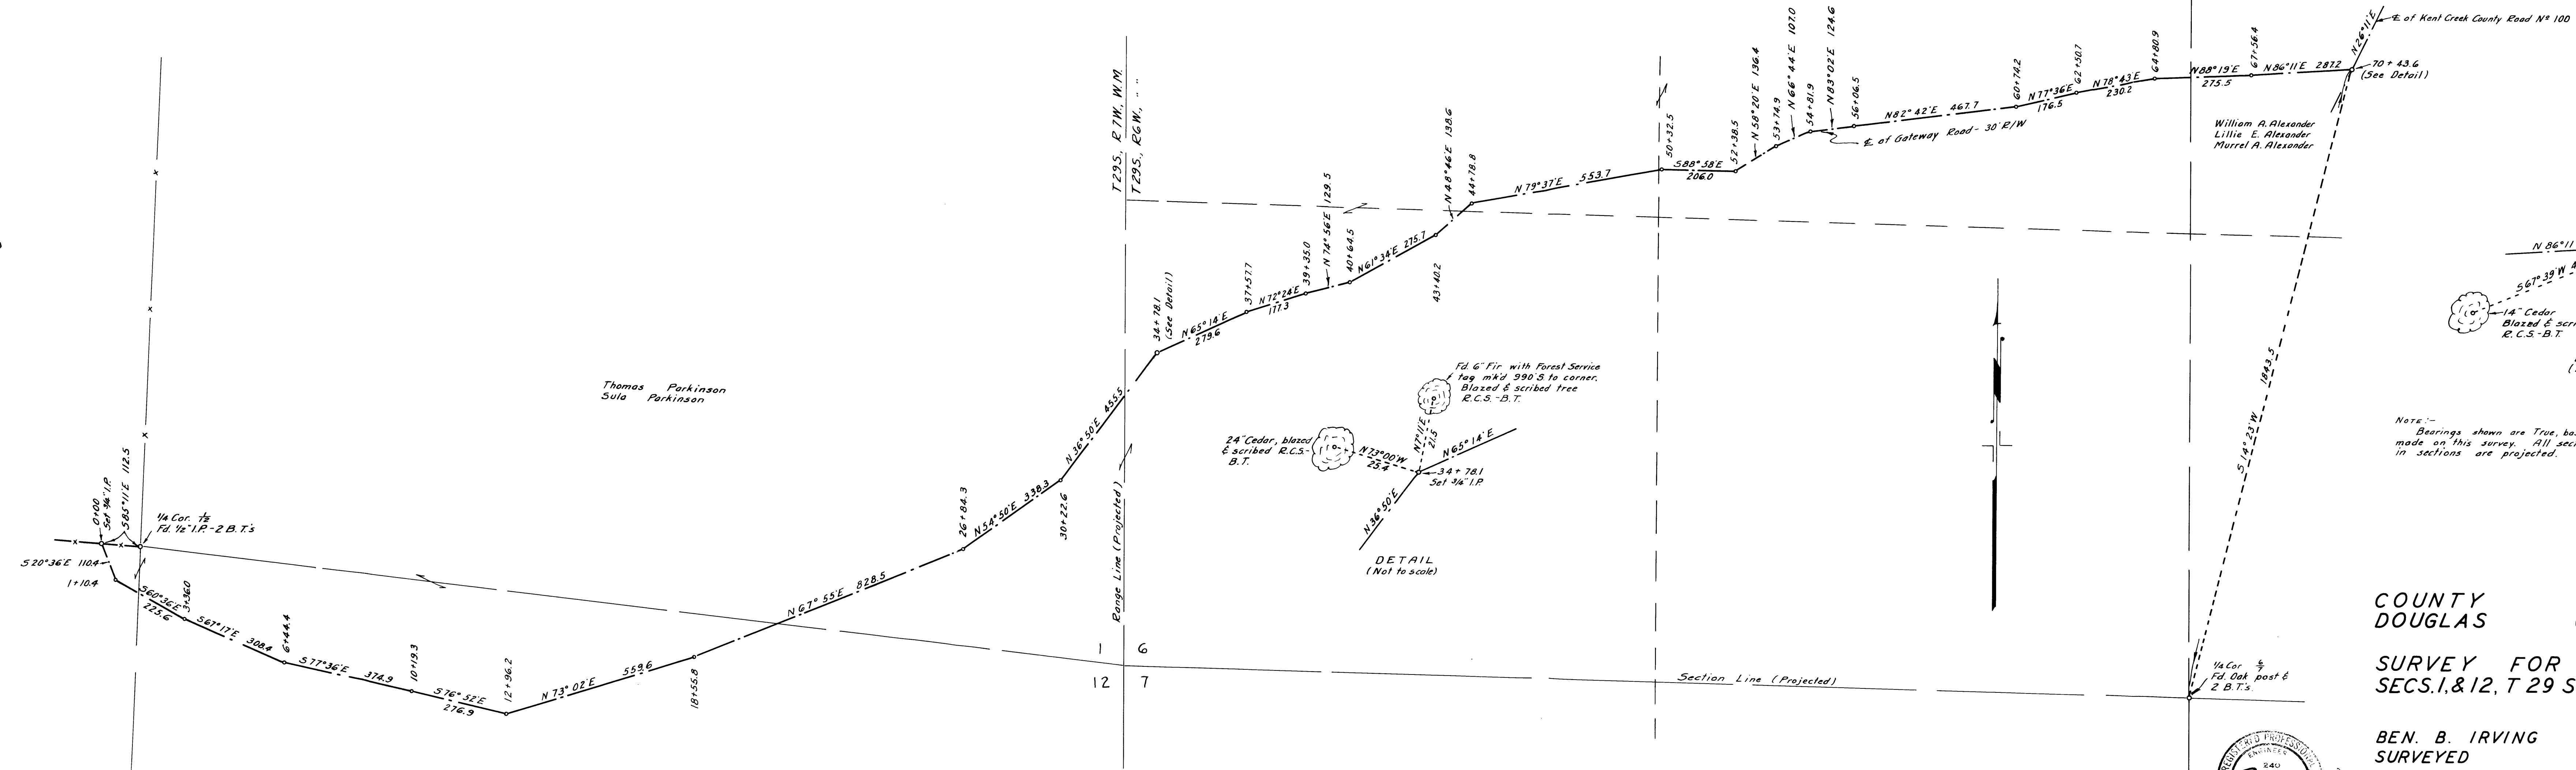 0+00
Set 3/4" I.P.
S85°11'E 112.5
1/4 Cor. 1/12
Fd. 1/2" I.P. - 2 B.T.'s
S20°36'E 110.4
1+10.4
S60°36'E
225.6
3+36.0
S67°17'E 308.4
6+44.4
S77°36'E 374.9
10+19.3
S76°52'E
276.9
12+96.2
N73°02'E 559.6
18+55.8
N67°55'E 828.5
26+84.3
N54°50'E 338.3
30+22.6
N36°50'E 455.5
Thomas Parkinson
Sula Parkinson
T29S., R7W., W.M.
T29S., R6W., " "
Range Line (Projected)
1 6
12 7
34+78.1
(See Detail)
N65°14'E
279.6
37+57.7
N72°24'E
177.3
39+35.0
N74°56'E 129.5
40+64.5
N61°34'E 275.7
43+40.2
N48°46'E 138.6
44+78.8
N79°37'E 553.7
50+32.5
S88°58'E
206.0
52+38.5
N58°20'E 136.4
53+74.9
N66°44'E 107.0
54+81.9
N83°02'E 124.6
56+06.5
℄ of Gateway Road - 30' R/W
N82°42'E 467.7
60+74.2
N77°36'E
176.5
62+50.7
N78°43'E
230.2
64+80.9
N88°19'E
275.5
67+56.4
N86°11'E 287.2
N26°11'E
℄ of Kent Creek County Road Nº 100
70+43.6
(See Detail)
William A. Alexander
Lillie E. Alexander
Murrel A. Alexander
Fd. 6" Fir with Forest Service
tag mk'd 990' S. to corner.
Blazed & scribed tree
R.C.S.-B.T.
24" Cedar, blazed
& scribed R.C.S.-
B.T.
N73°00'W
25.4
N7°11'E
21.5
N65°14'E
34+78.1
Set 3/4" I.P.
N36°50'E
DETAIL
(Not to scale)
Section Line (Projected)
S14°23'W 1843.5
1/4 Cor 6/7
Fd. Oak post &
2 B.T.'s
N86°11
S67°39'W
14" Cedar
Blazed & scri
R.C.S.-B.T.
NOTE:-
Bearings shown are True, ba
made on this survey. All sec
in sections are projected.
COUNTY
DOUGLAS
SURVEY FOR
SECS. 1, & 12, T 29 S
BEN. B. IRVING
SURVEYED
REGISTERED PROFESSIONAL
ENGINEER
240